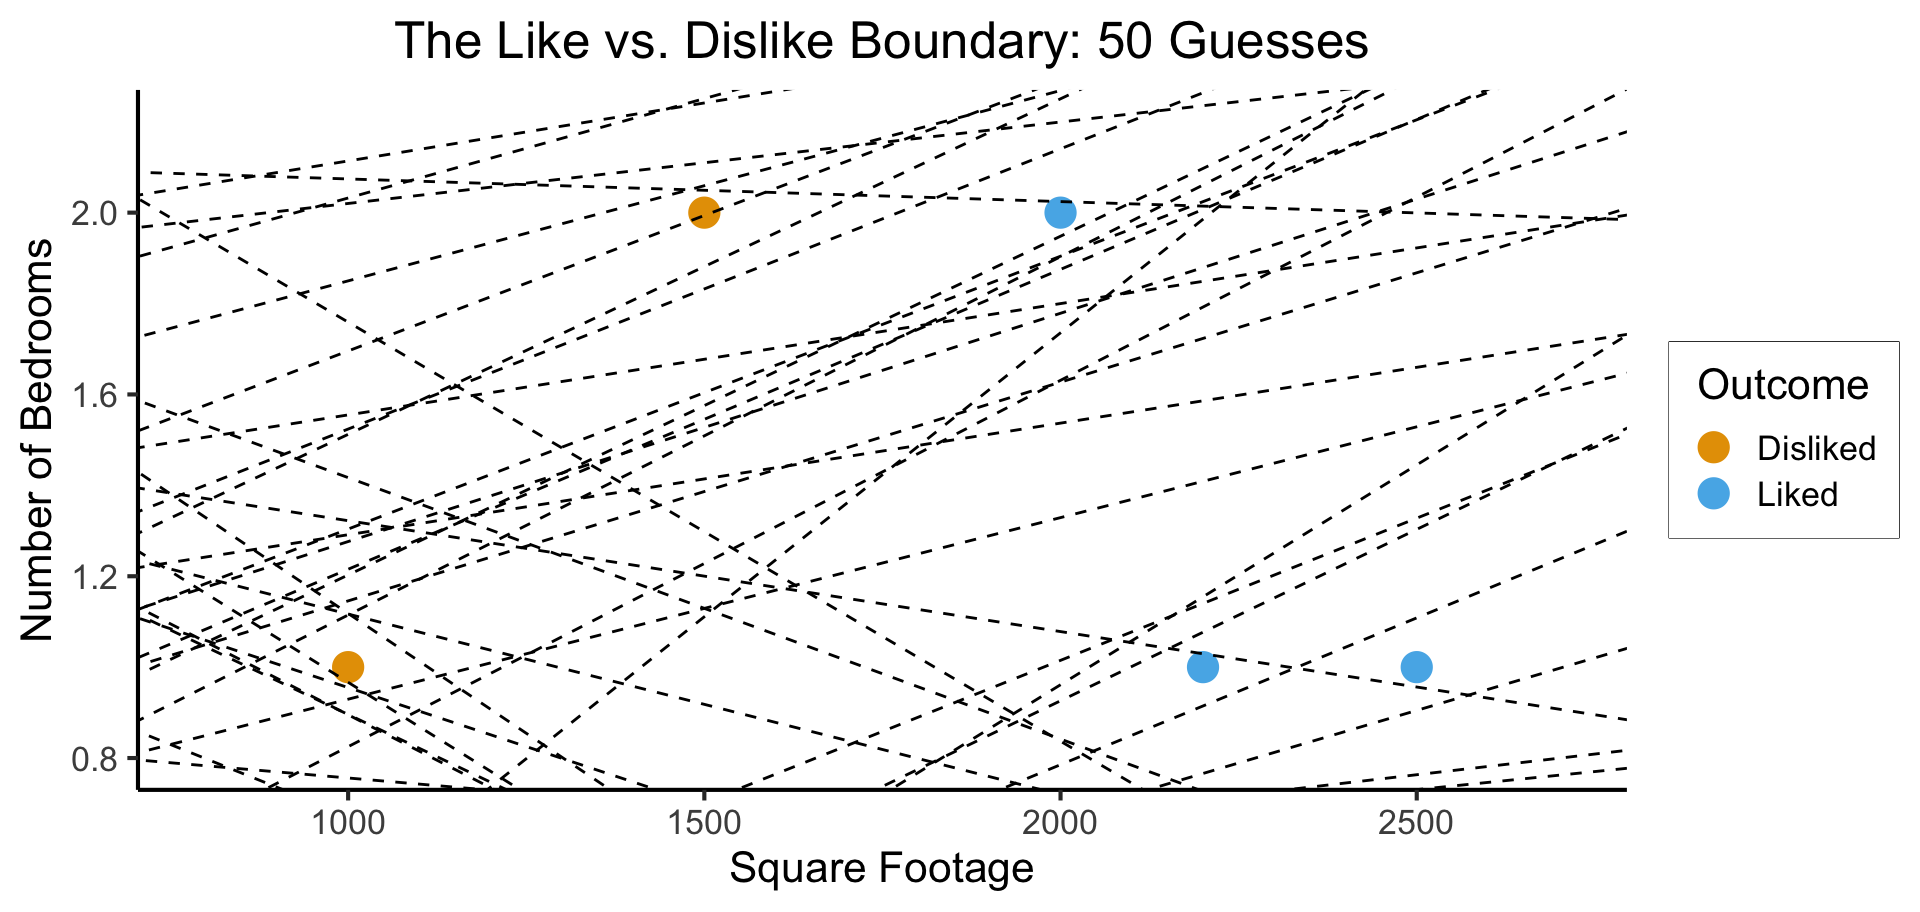 The Like vs. Dislike Boundary: 50 Guesses
Number of Bedrooms
2.0
1.6
1.2
0.8
1000 1500 2000 2500
Square Footage
Outcome
Disliked
Liked